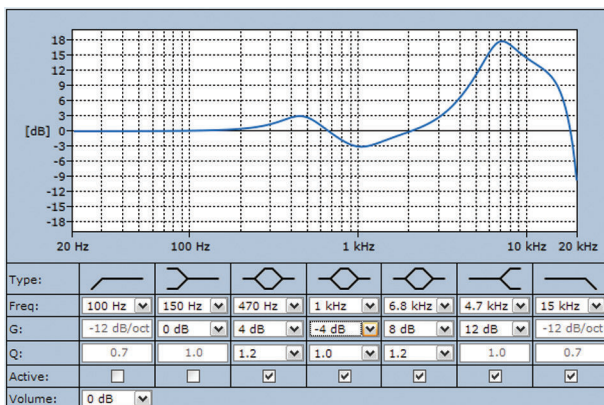 18
15
12
9
6
3
[dB] 0
-3
-6
-9
-12
-15
-18
20 Hz 100 Hz 1 kHz 10 kHz 20 kHz
Type:
Freq: 100 Hz 150 Hz 470 Hz 1 kHz 6.8 kHz 4.7 kHz 15 kHz
G: -12 dB/oct 0 dB 4 dB -4 dB 8 dB 12 dB -12 dB/oct
Q: 0.7 1.0 1.2 1.0 1.2 1.0 0.7
Active:
Volume: 0 dB